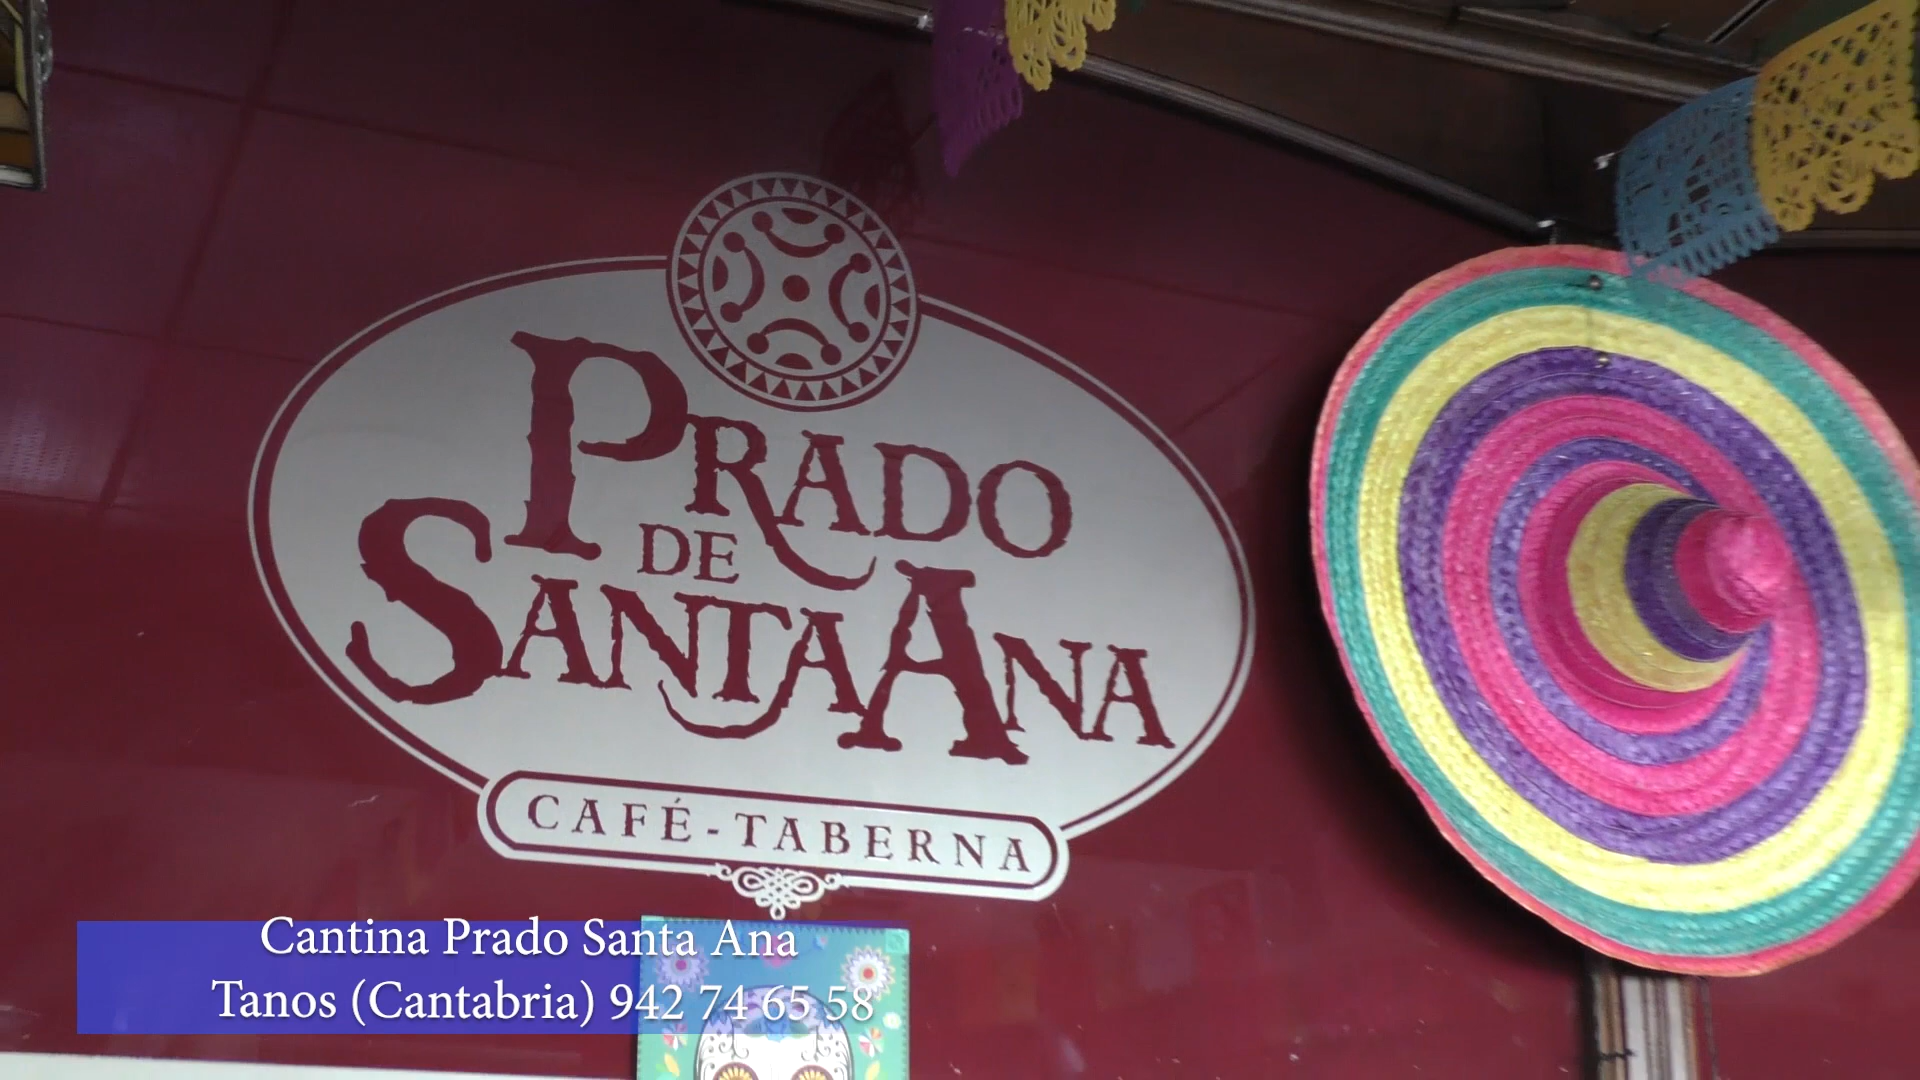 PRADO
DE
SANTA ANA
CAFÉ-TABERNA
Cantina Prado Santa Ana
Tanos (Cantabria) 942 74 65 58